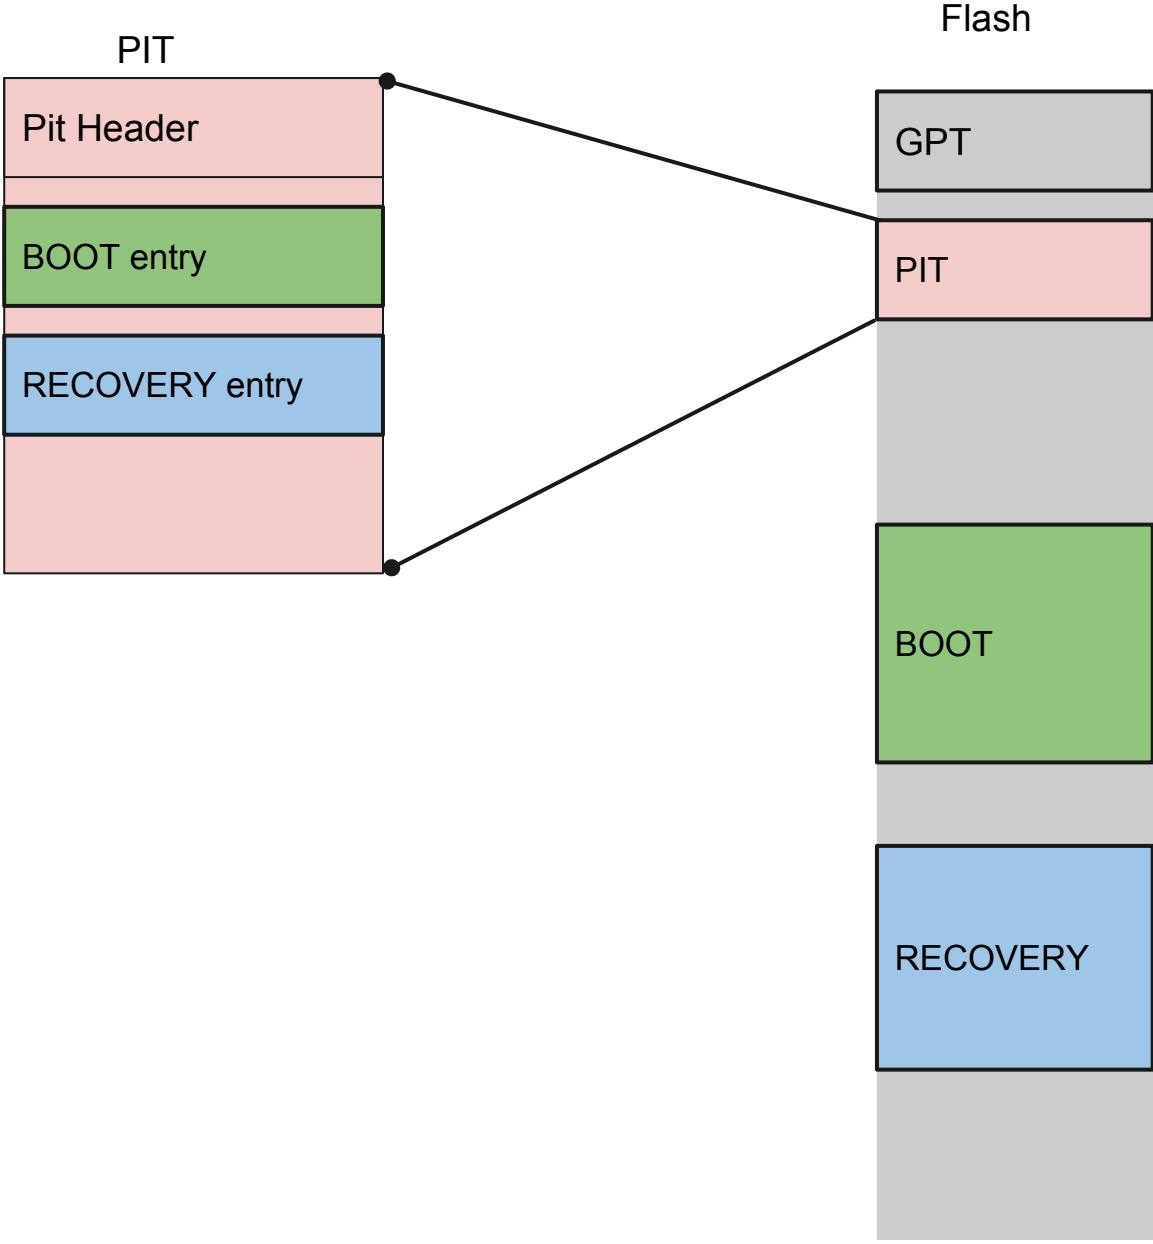 PIT
Pit Header
BOOT entry
RECOVERY entry
Flash
GPT
PIT
BOOT
RECOVERY